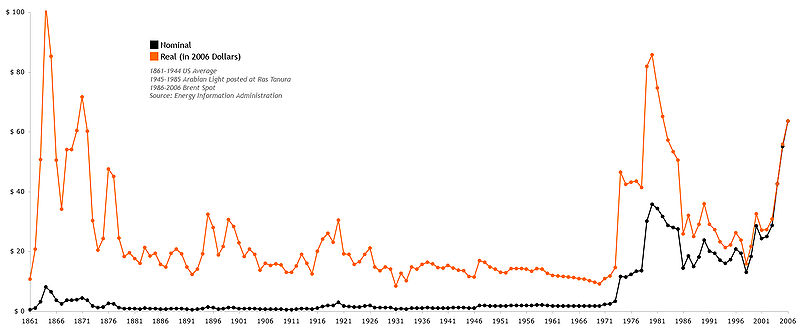 $ 100
$ 80
$ 60
$ 40
$ 20
$ 0
Nominal
Real (in 2006 Dollars)
1861-1944 US Average
1945-1985 Arabian Light posted at Ras Tanura
1986-2006 Brent Spot
Source: Energy Information Administration
1861 1866 1871 1876 1881 1886 1891 1896 1901 1906 1911 1916 1921 1926 1931 1936 1941 1946 1951 1956 1961 1966 1971 1976 1981 1986 1991 1996 2001 2006